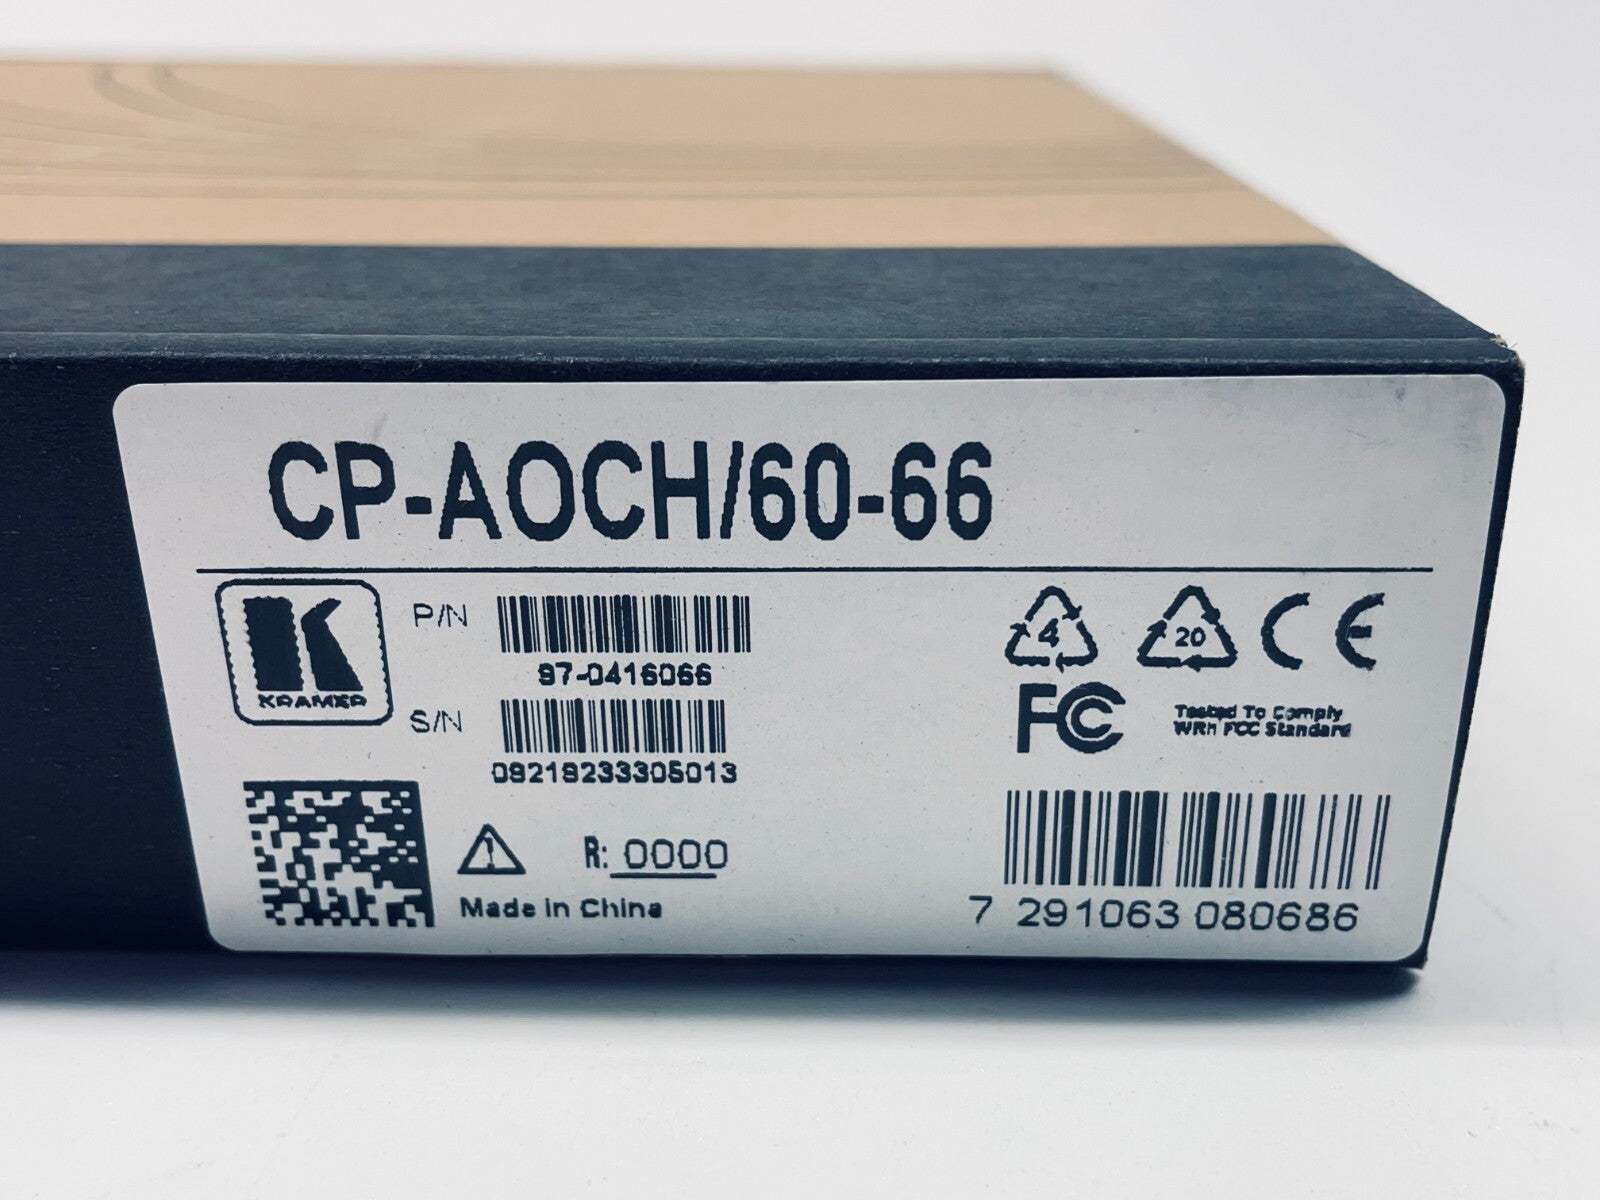 CP-AOCH/60-66
KRAMER
P/N
97-0416066
S/N
09219233305013
4
20
CE
FC
Tested To Comply
With FCC Standard
R: 0000
Made in China
7 291063 080686